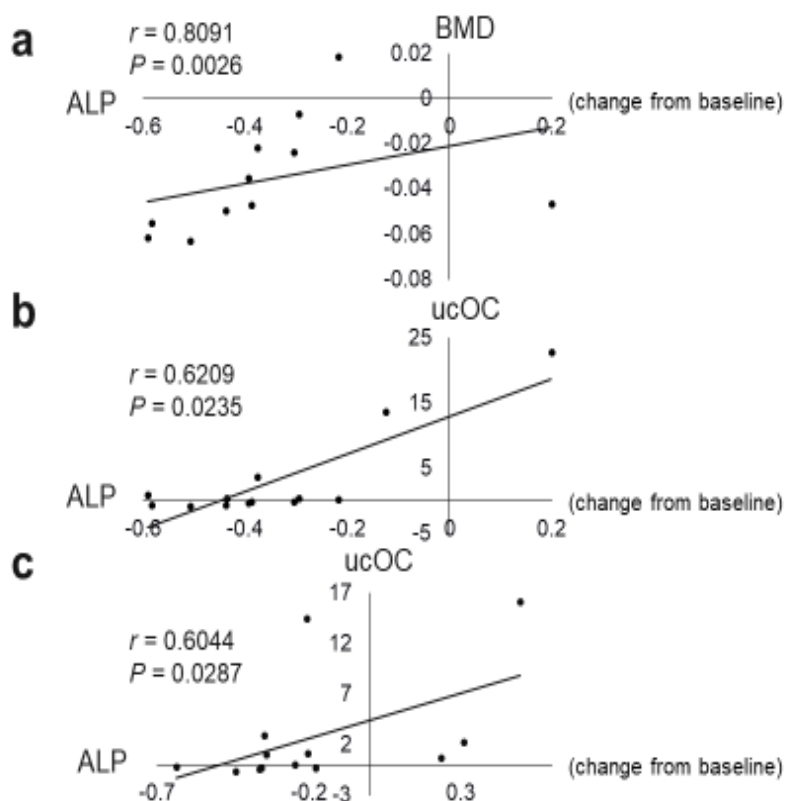 a
r = 0.8091
P = 0.0026
BMD
0.02
ALP
0
(change from baseline)
-0.6
-0.4
-0.2
0
0.2
-0.02
-0.04
-0.06
-0.08
b
ucOC
25
r = 0.6209
P = 0.0235
15
5
ALP
(change from baseline)
-0.6
-0.4
-0.2
-5
0
0.2
c
ucOC
17
r = 0.6044
P = 0.0287
12
7
2
ALP
(change from baseline)
-0.7
-0.2
-3
0.3